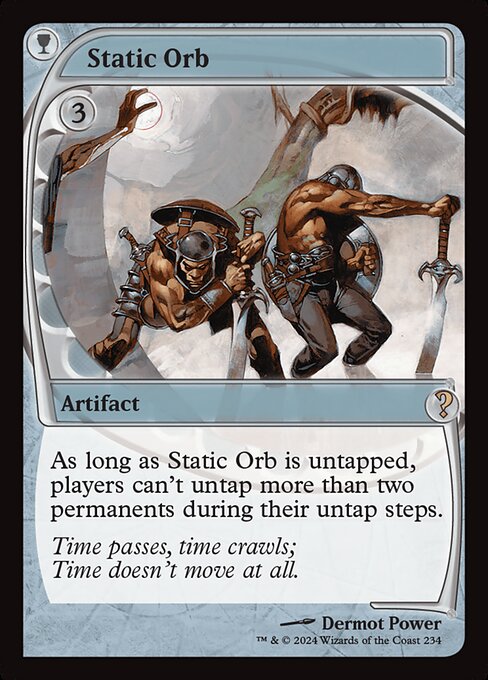 Static Orb
3
Artifact
?
As long as Static Orb is untapped,
players can't untap more than two
permanents during their untap steps.
Time passes, time crawls;
Time doesn't move at all.
Dermot Power
™ & © 2024 Wizards of the Coast 234